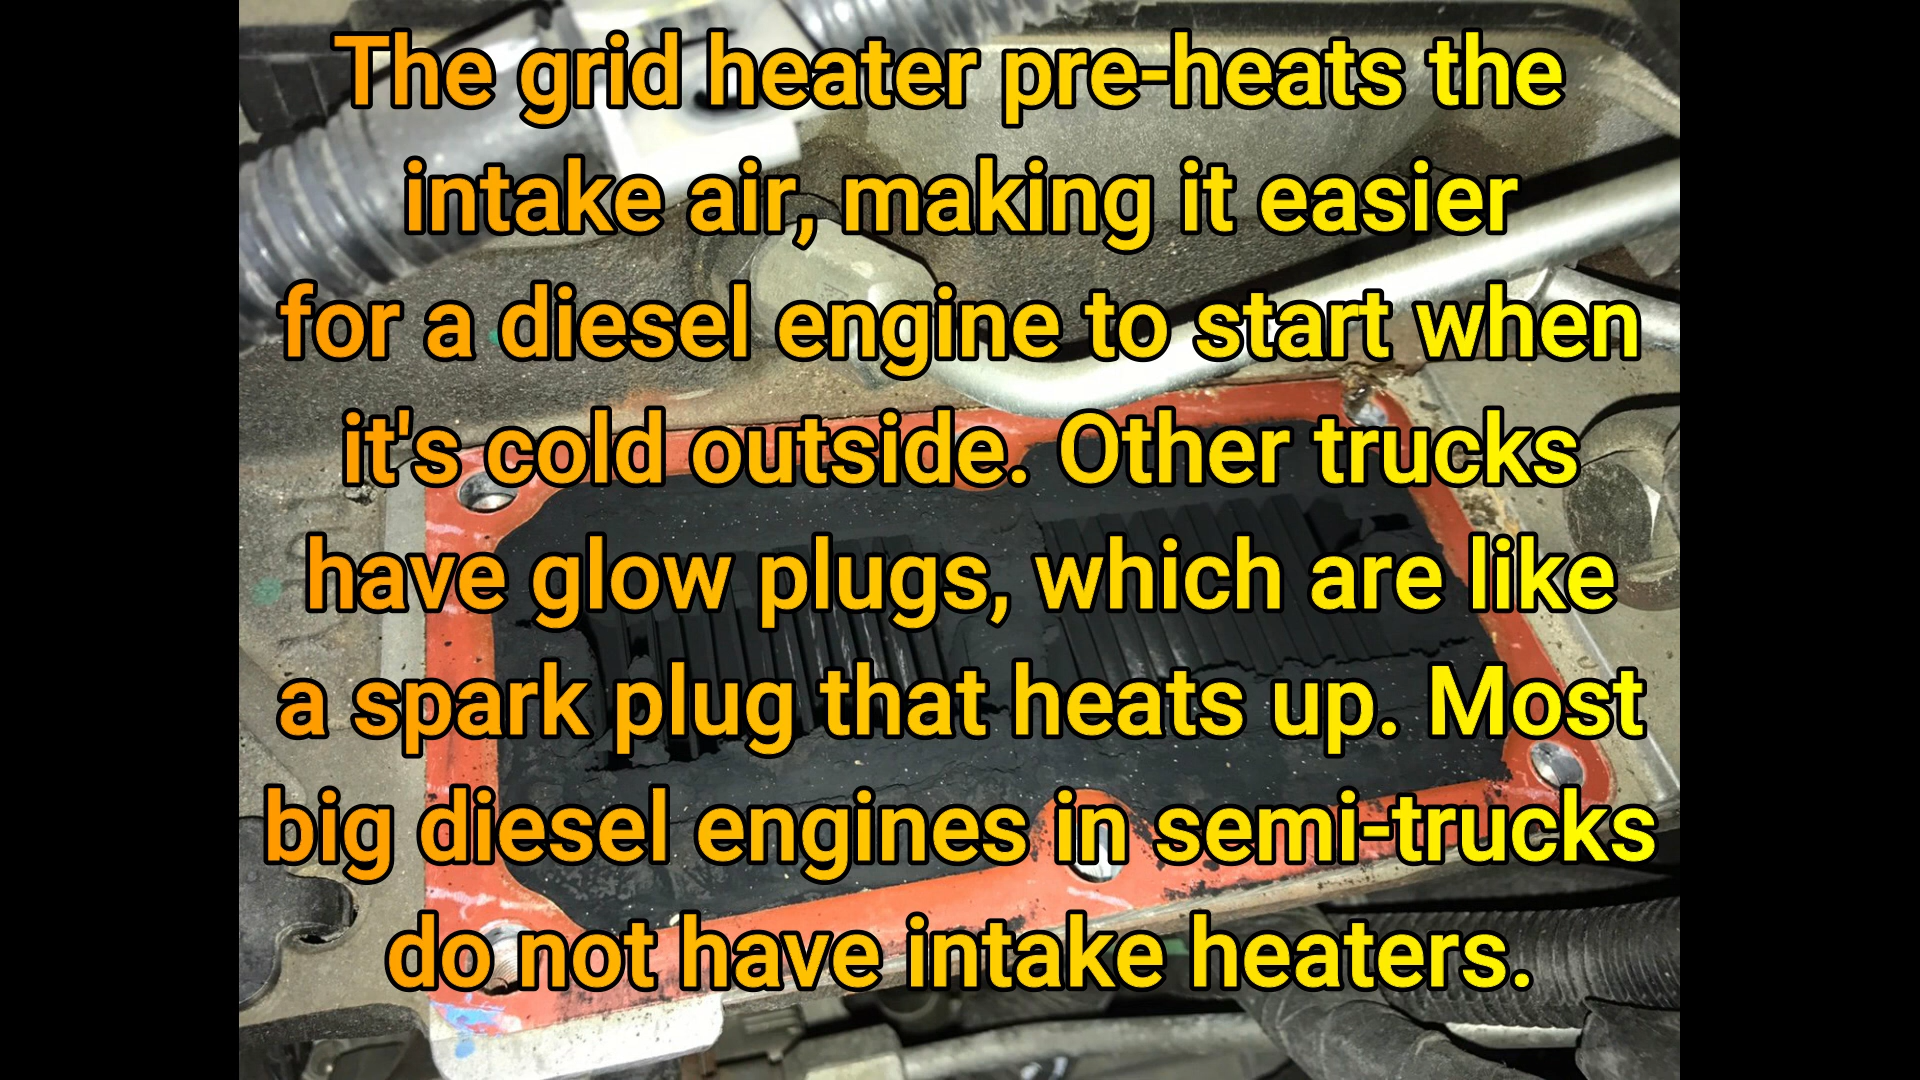 The grid heater pre-heats the
intake air, making it easier
for a diesel engine to start when
it's cold outside. Other trucks
have glow plugs, which are like
a spark plug that heats up. Most
big diesel engines in semi-trucks
do not have intake heaters.